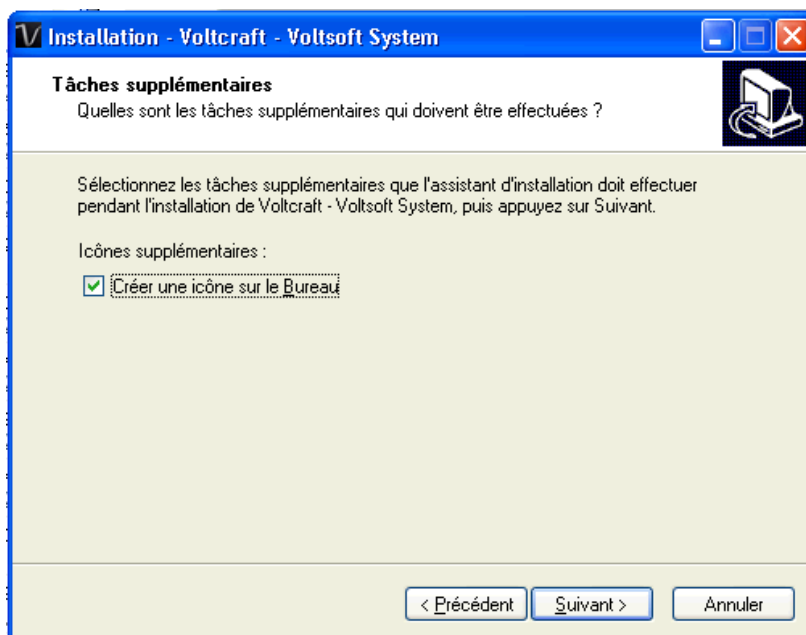 Installation - Voltcraft - Voltsoft System
Tâches supplémentaires
Quelles sont les tâches supplémentaires qui doivent être effectuées ?
Sélectionnez les tâches supplémentaires que l'assistant d'installation doit effectuer
pendant l'installation de Voltcraft - Voltsoft System, puis appuyez sur Suivant.
Icônes supplémentaires :
Créer une icône sur le Bureau
< Précédent Suivant > Annuler